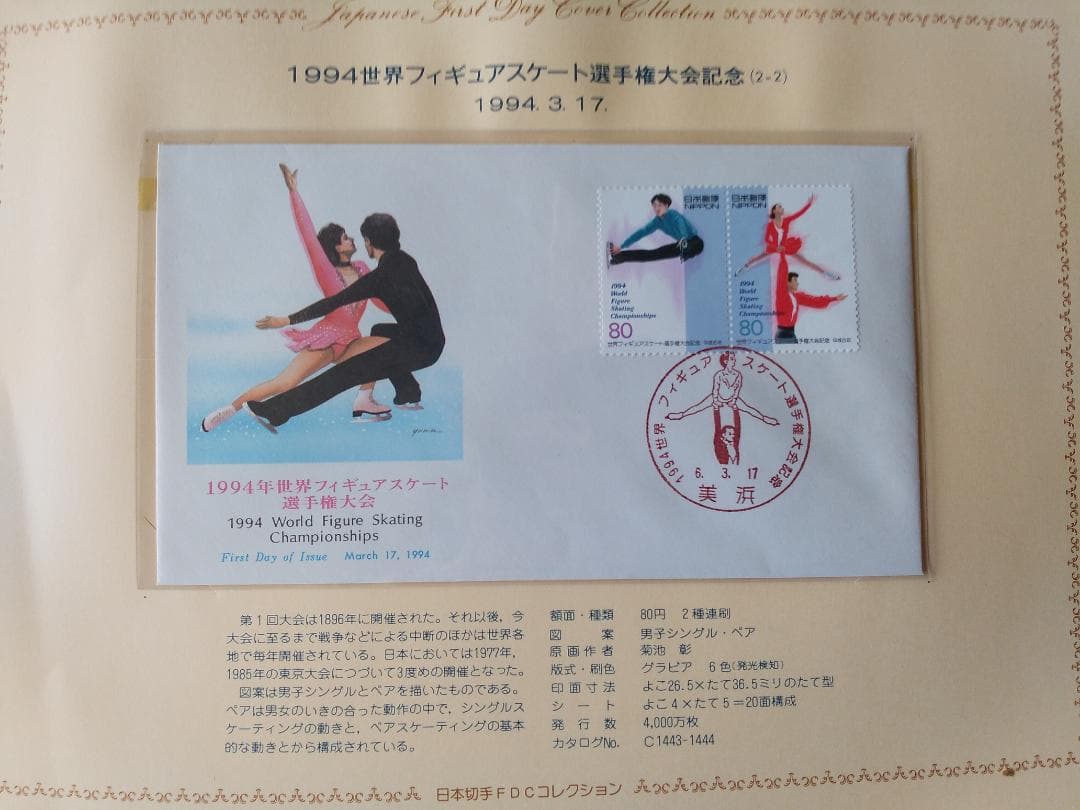 Japanese First Day Cover Collection
1994世界フィギュアスケート選手権大会記念(2-2)
1994. 3. 17.
日本郵便
NIPPON
1994
World
Figure
Skating
Championships
80
世界フィギュアスケート選手権記念
日本郵便
NIPPON
1994
World
Figure
Skating
Championships
80
1994世界フィギュアスケート選手権大会記念
6. 3. 17
美浜
1994年世界フィギュアスケート
選手権大会
1994 World Figure Skating
Championships
First Day of Issue March 17, 1994
第1回大会は1896年に開催された。それ以後，今
大会に至るまで戦争などによる中断のほかは世界各
地で毎年開催されている。日本においては1977年，
1985年の東京大会につづいて3度めの開催となった。
図案は男子シングルとペアを描いたものである。
ペアは男女のいきの合った動作の中で，シングルス
ケーティングの動きと，ペアスケーティングの基本
的な動きとから構成されている。
額面・種類 80円 2種連刷
図案 男子シングル・ペア
原画作者 菊池 彰
版式・刷色 グラビア 6色(発光検知)
印面寸法 よこ26.5×たて36.5ミリのたて型
シート よこ4×たて5＝20面構成
発行数 4,000万枚
カタログNo. C1443-1444
日本切手FDCコレクション